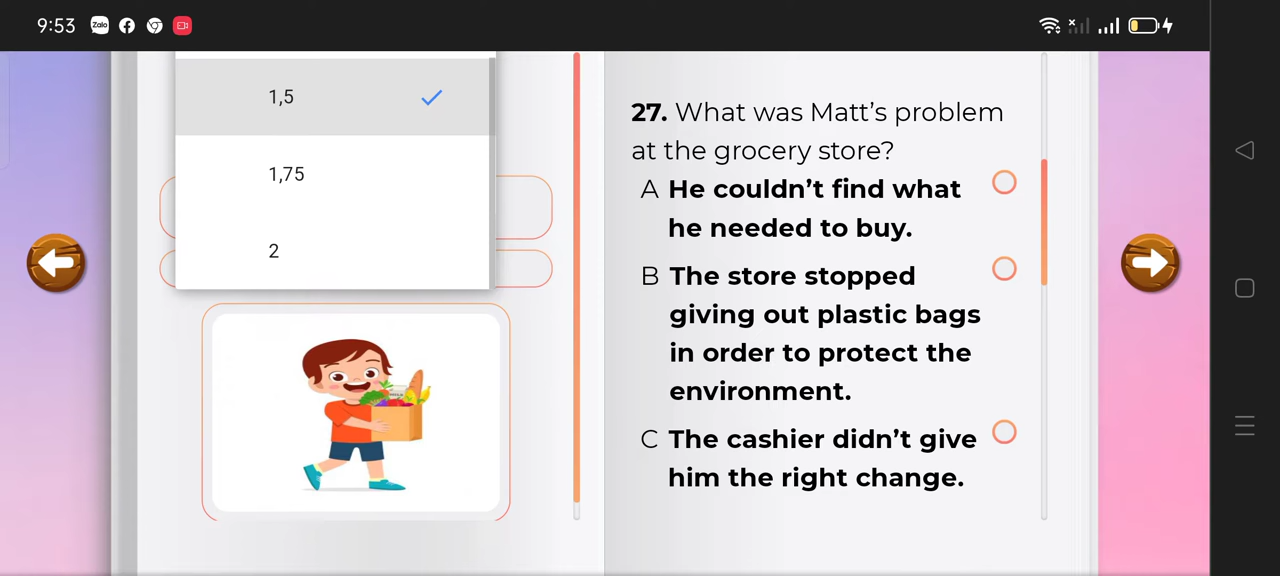 9:53
Zalo
1,5
1,75
2
27. What was Matt’s problem
at the grocery store?
A He couldn’t find what
he needed to buy.
B The store stopped
giving out plastic bags
in order to protect the
environment.
C The cashier didn’t give
him the right change.